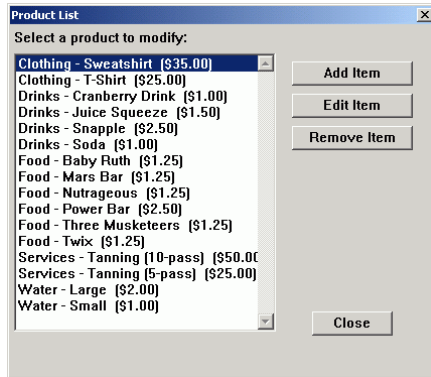 Product List
Select a product to modify:
Clothing - Sweatshirt ($35.00)
Clothing - T-Shirt ($25.00)
Drinks - Cranberry Drink ($1.00)
Drinks - Juice Squeeze ($1.50)
Drinks - Snapple ($2.50)
Drinks - Soda ($1.00)
Food - Baby Ruth ($1.25)
Food - Mars Bar ($1.25)
Food - Nutrageous ($1.25)
Food - Power Bar ($2.50)
Food - Three Musketeers ($1.25)
Food - Twix ($1.25)
Services - Tanning (10-pass) ($50.00
Services - Tanning (5-pass) ($25.00)
Water - Large ($2.00)
Water - Small ($1.00)
Add Item
Edit Item
Remove Item
Close